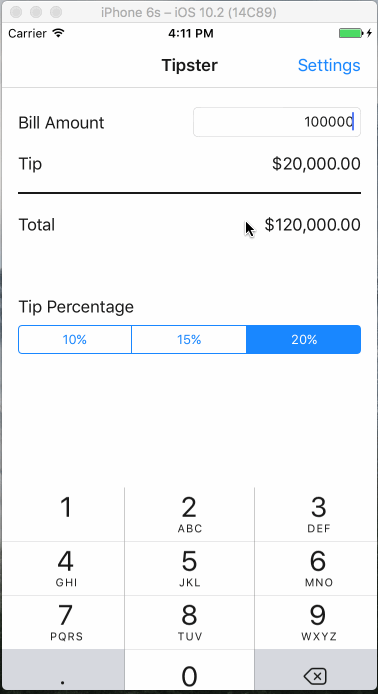 iPhone 6s – iOS 10.2 (14C89)
Carrier 4:11 PM
Tipster Settings
Bill Amount 100000
Tip $20,000.00
Total $120,000.00
Tip Percentage
10% 15% 20%
1 2 3
ABC DEF
4 5 6
GHI JKL MNO
7 8 9
PQRS TUV WXYZ
. 0